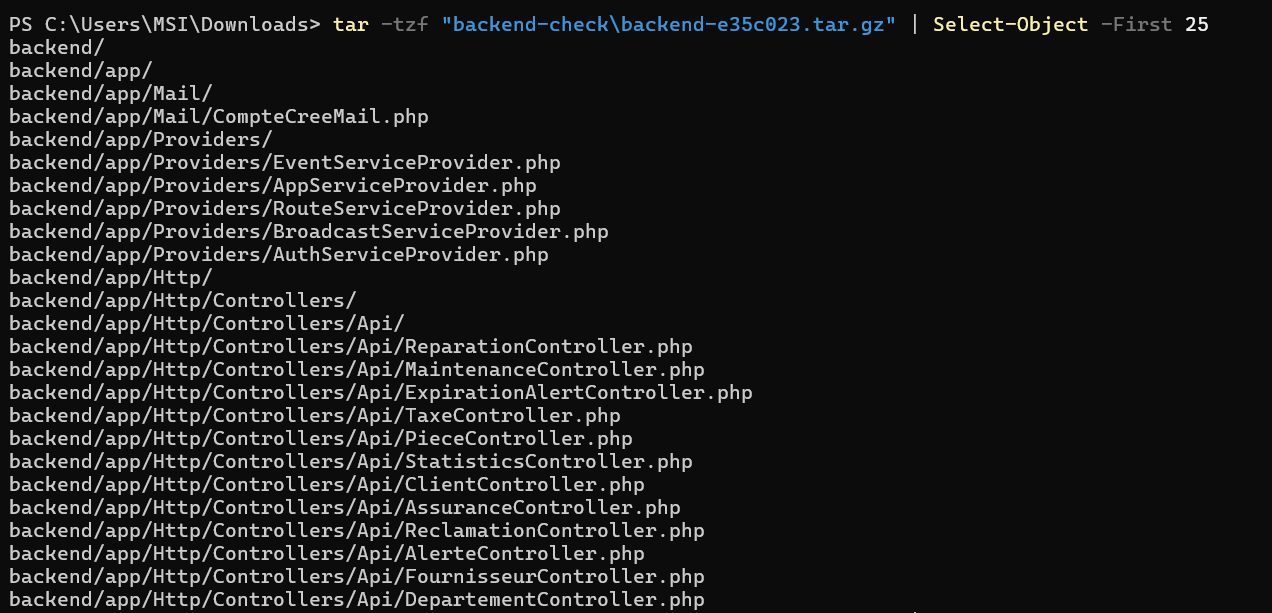 PS C:\Users\MSI\Downloads> tar -tzf "backend-check\backend-e35c023.tar.gz" | Select-Object -First 25
backend/
backend/app/
backend/app/Mail/
backend/app/Mail/CompteCreeMail.php
backend/app/Providers/
backend/app/Providers/EventServiceProvider.php
backend/app/Providers/AppServiceProvider.php
backend/app/Providers/RouteServiceProvider.php
backend/app/Providers/BroadcastServiceProvider.php
backend/app/Providers/AuthServiceProvider.php
backend/app/Http/
backend/app/Http/Controllers/
backend/app/Http/Controllers/Api/
backend/app/Http/Controllers/Api/ReparationController.php
backend/app/Http/Controllers/Api/MaintenanceController.php
backend/app/Http/Controllers/Api/ExpirationAlertController.php
backend/app/Http/Controllers/Api/TaxeController.php
backend/app/Http/Controllers/Api/PieceController.php
backend/app/Http/Controllers/Api/StatisticsController.php
backend/app/Http/Controllers/Api/ClientController.php
backend/app/Http/Controllers/Api/AssuranceController.php
backend/app/Http/Controllers/Api/ReclamationController.php
backend/app/Http/Controllers/Api/AlerteController.php
backend/app/Http/Controllers/Api/FournisseurController.php
backend/app/Http/Controllers/Api/DepartementController.php